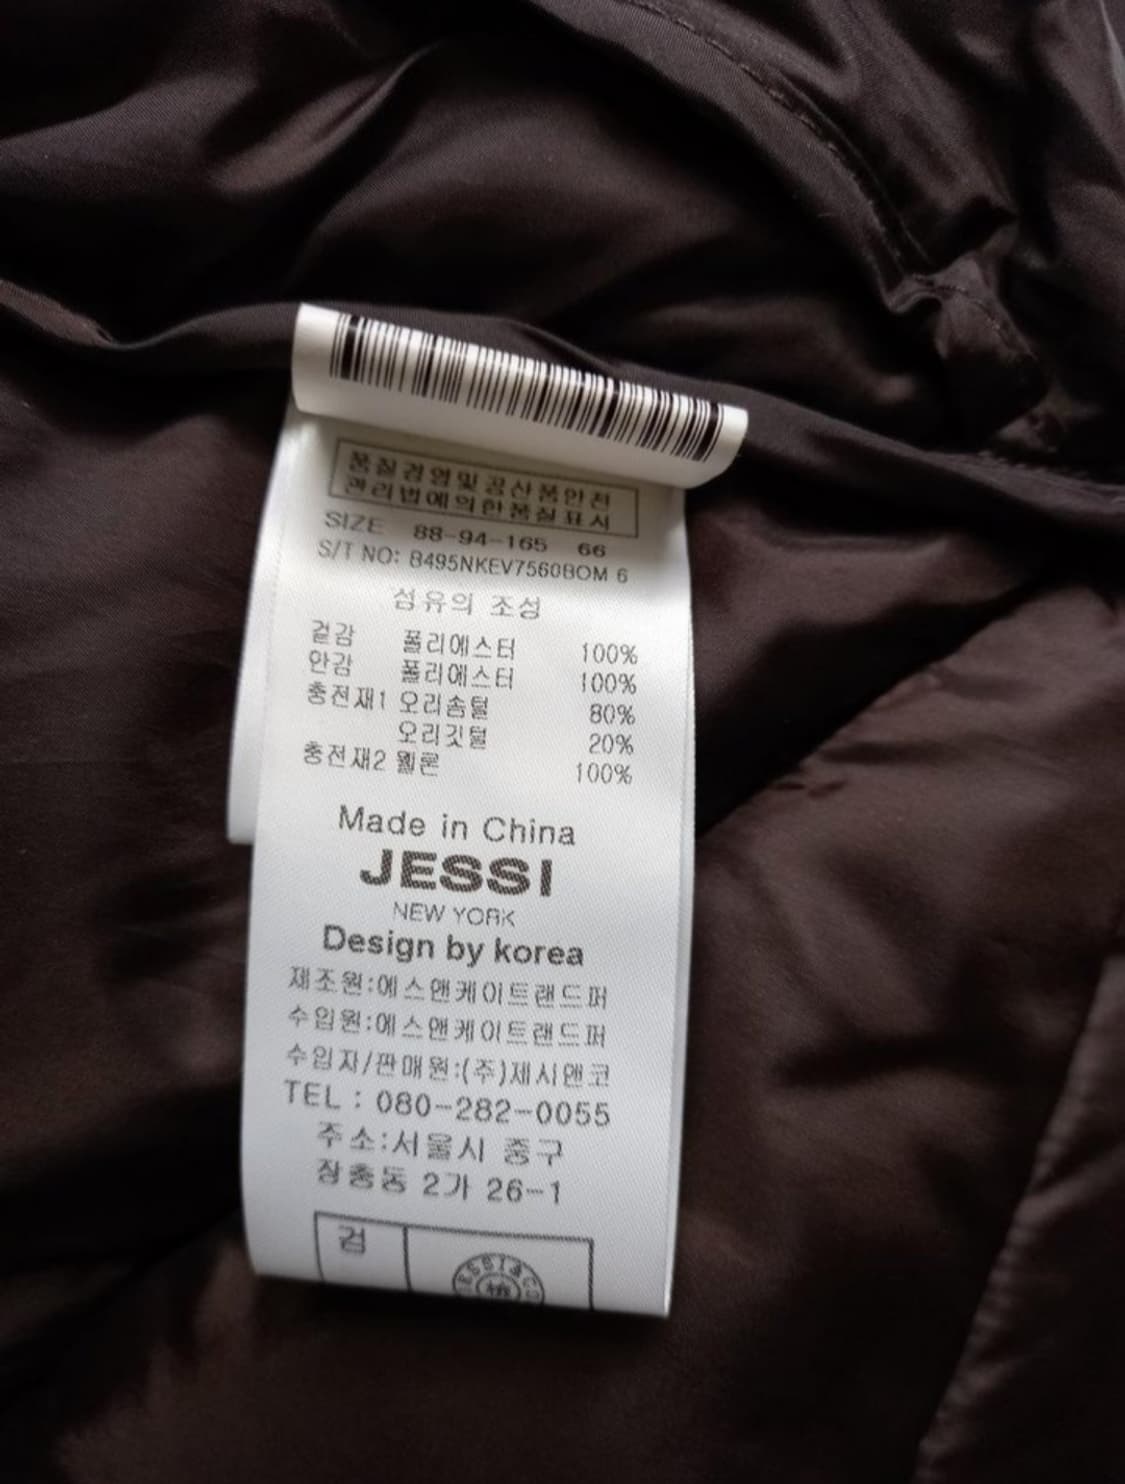 품질경영및공산품안전
관리법에의한품질표시
SIZE 88-94-165 66
S/T NO: B495NKEV7560BOM 6
섬유의 조성
겉감 폴리에스터 100%
안감 폴리에스터 100%
충전재1 오리솜털 80%
오리깃털 20%
충전재2 웰론 100%
Made in China
JESSI
NEW YORK
Design by korea
제조원:에스앤케이트랜드퍼
수입원:에스앤케이트랜드퍼
수입자/판매원:(주)제시앤코
TEL : 080-282-0055
주소:서울시 중구
장충동 2가 26-1
검
JESSI&CO